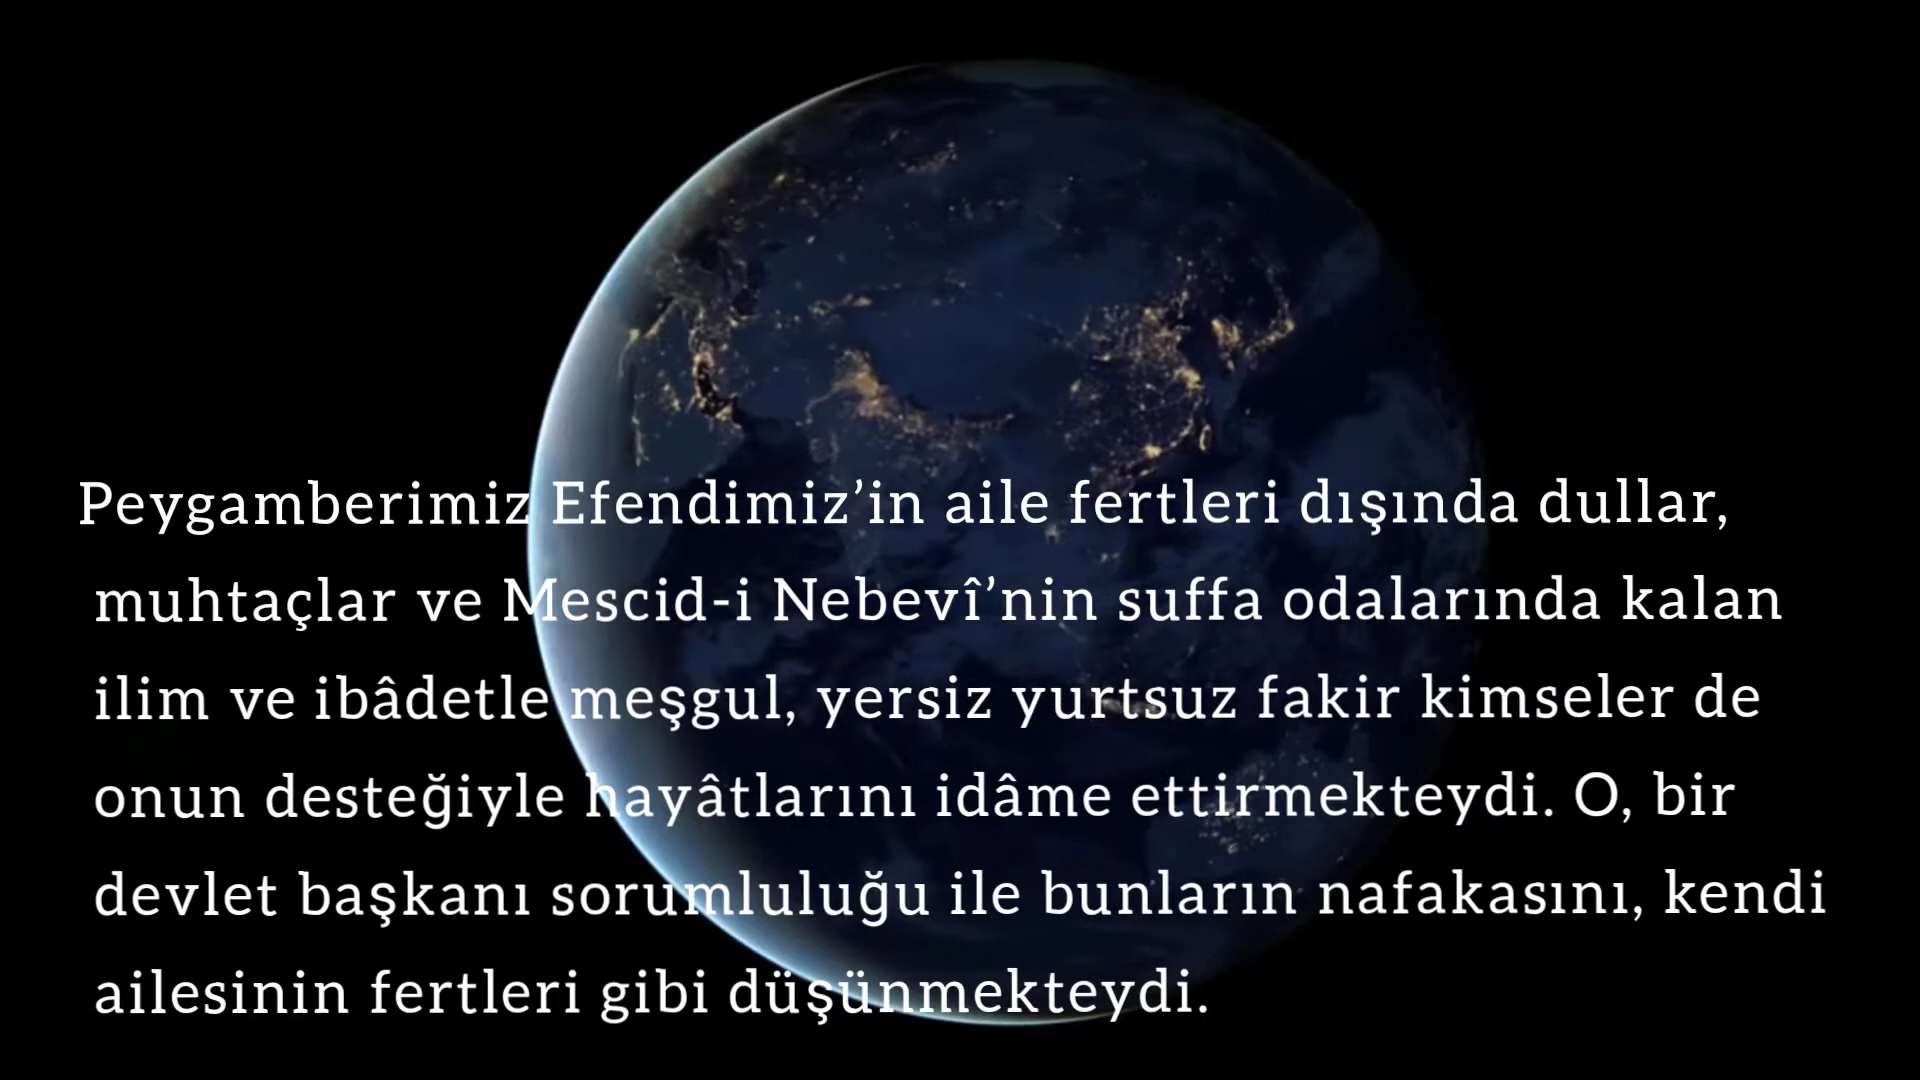 Peygamberimiz Efendimiz’in aile fertleri dışında dullar,
muhtaçlar ve Mescid-i Nebevî’nin suffa odalarında kalan
ilim ve ibâdetle meşgul, yersiz yurtsuz fakir kimseler de
onun desteğiyle hayâtlarını idâme ettirmekteydi. O, bir
devlet başkanı sorumluluğu ile bunların nafakasını, kendi
ailesinin fertleri gibi düşünmekteydi.